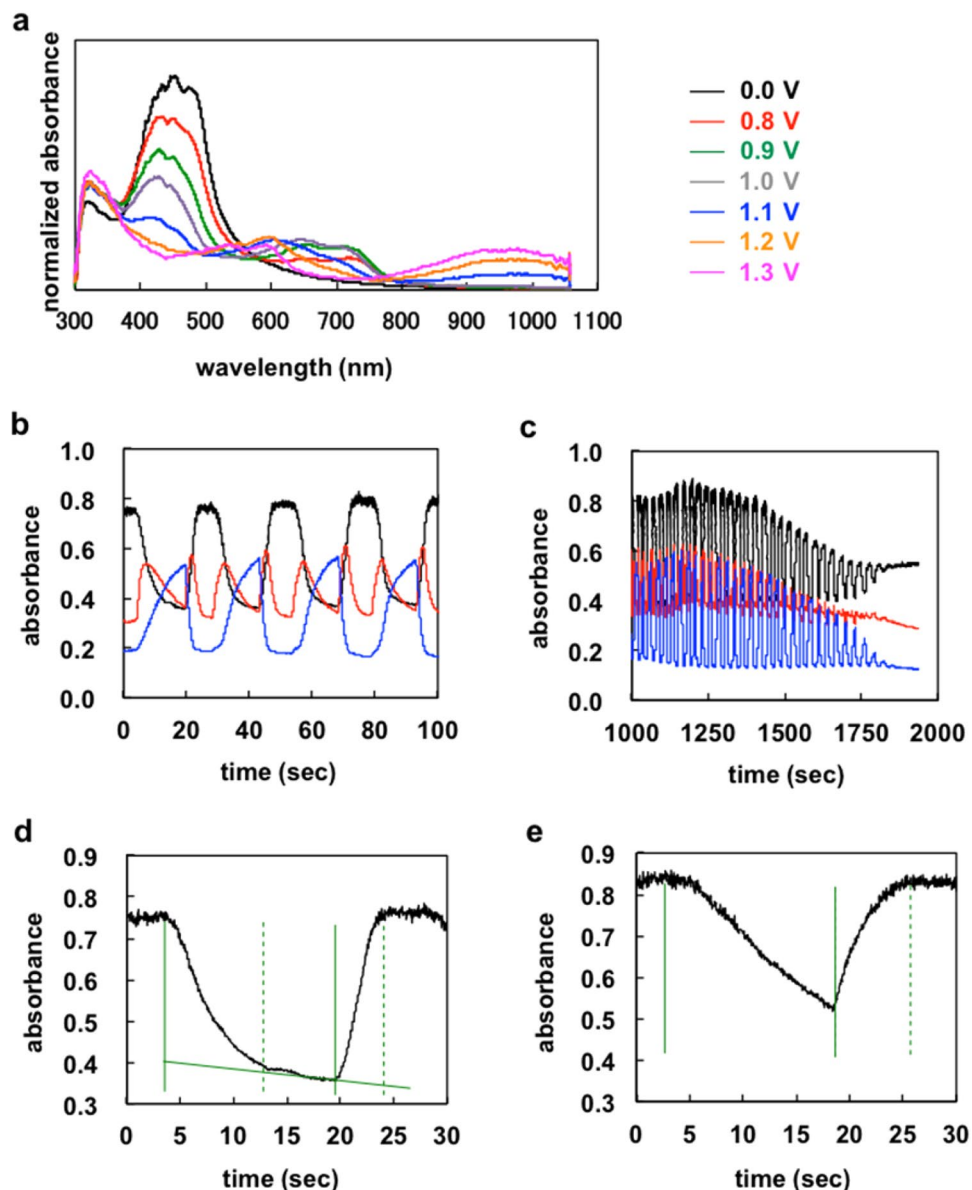 a
normalized absorbance
300 400 500 600 700 800 900 1000 1100
wavelength (nm)
0.0 V
0.8 V
0.9 V
1.0 V
1.1 V
1.2 V
1.3 V
b
absorbance
1.0
0.8
0.6
0.4
0.2
0.0
0 20 40 60 80 100
time (sec)
c
absorbance
1.0
0.8
0.6
0.4
0.2
0.0
1000 1250 1500 1750 2000
time (sec)
d
absorbance
0.9
0.8
0.7
0.6
0.5
0.4
0.3
0 5 10 15 20 25 30
time (sec)
e
absorbance
0.9
0.8
0.7
0.6
0.5
0.4
0.3
0 5 10 15 20 25 30
time (sec)